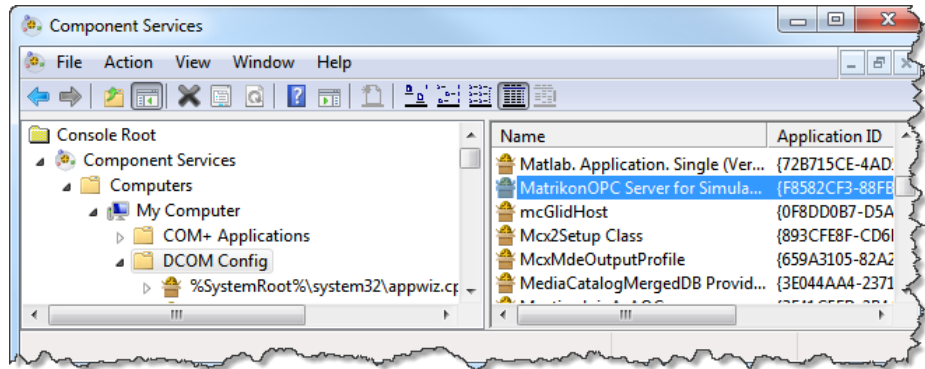 Component Services
File Action View Window Help
Console Root
Component Services
Computers
My Computer
COM+ Applications
DCOM Config
%SystemRoot%\system32\appwiz.cp
Name Application ID
Matlab. Application. Single (Ver... {72B715CE-4AD
MatrikonOPC Server for Simula... {F8582CF3-88FB
mcGlidHost {0F8DD0B7-D5A
Mcx2Setup Class {893CFE8F-CD6
McxMdeOutputProfile {659A3105-82A2
MediaCatalogMergedDB Provid... {3E044AA4-2371